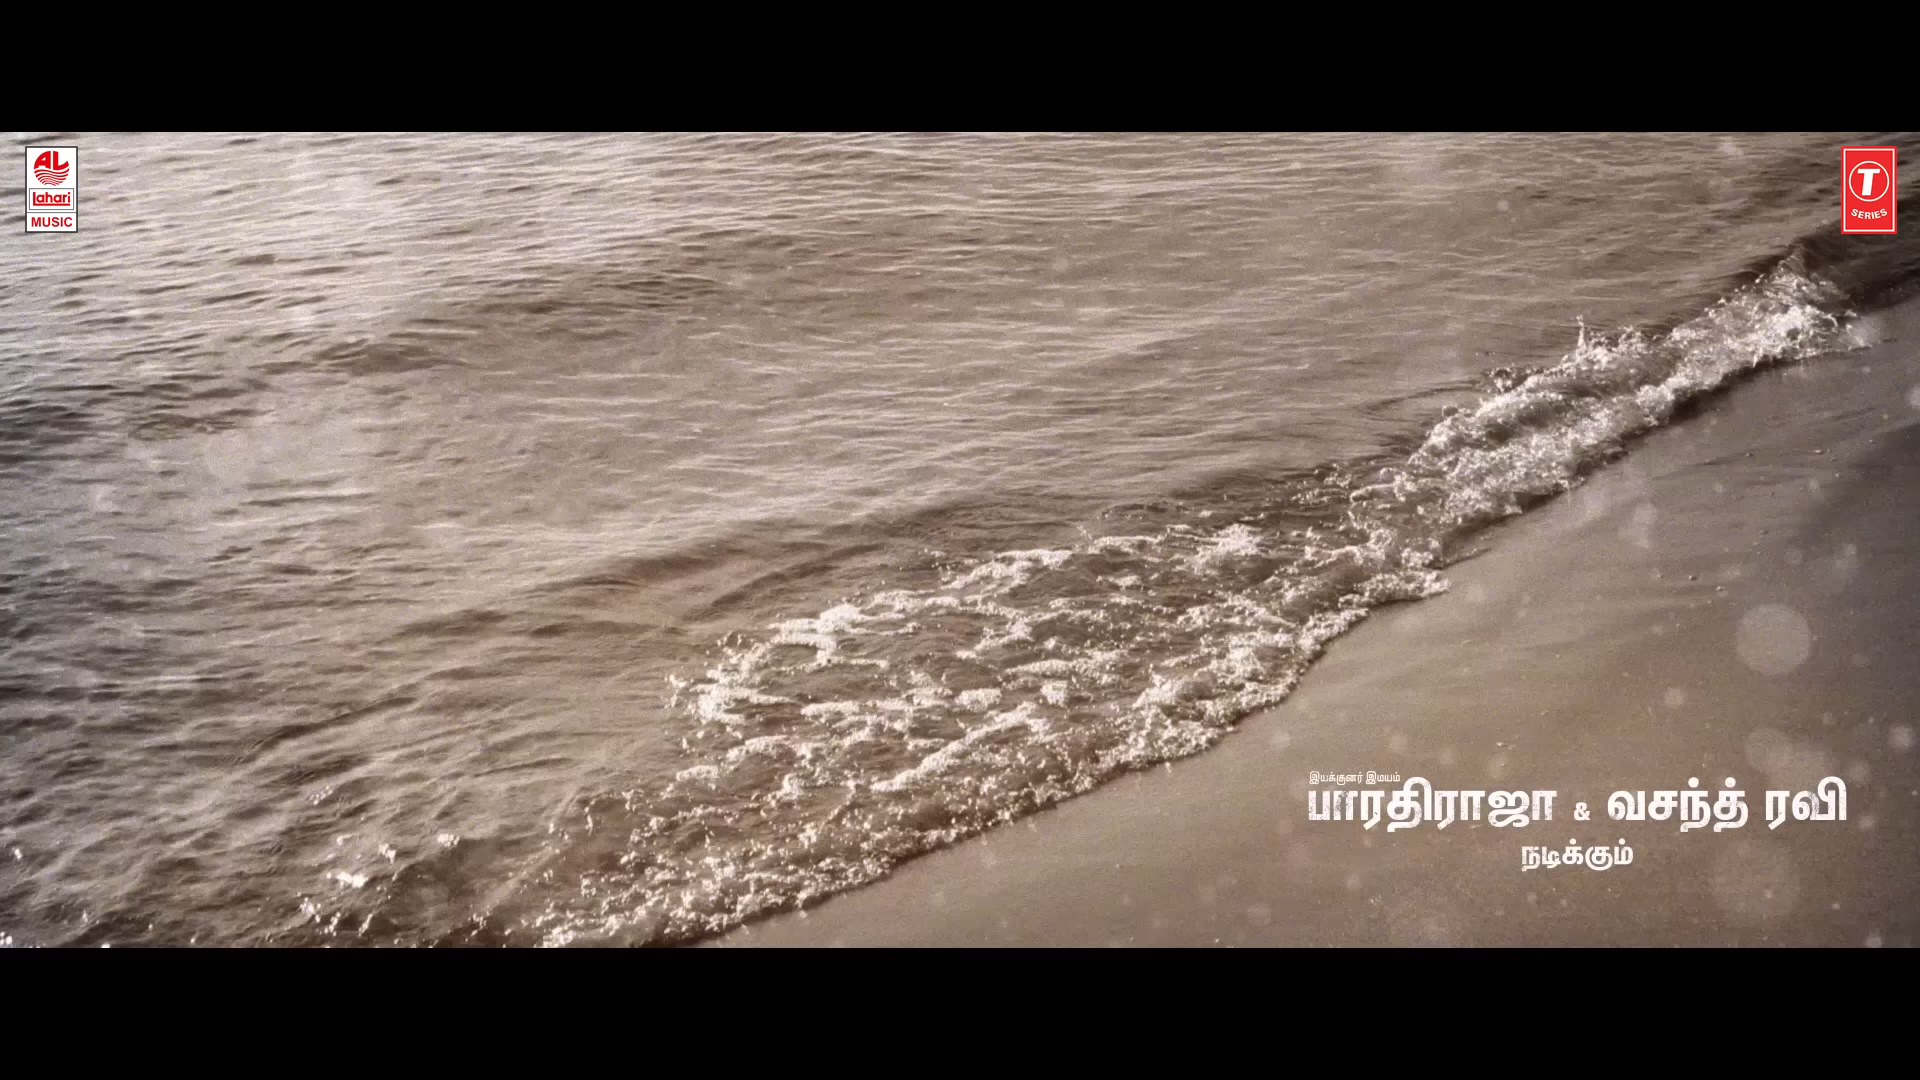 AL
Lahari
MUSIC
T
SERIES
இயக்குனர் இமயம்
பாரதிராஜா & வசந்த் ரவி
நடிக்கும்